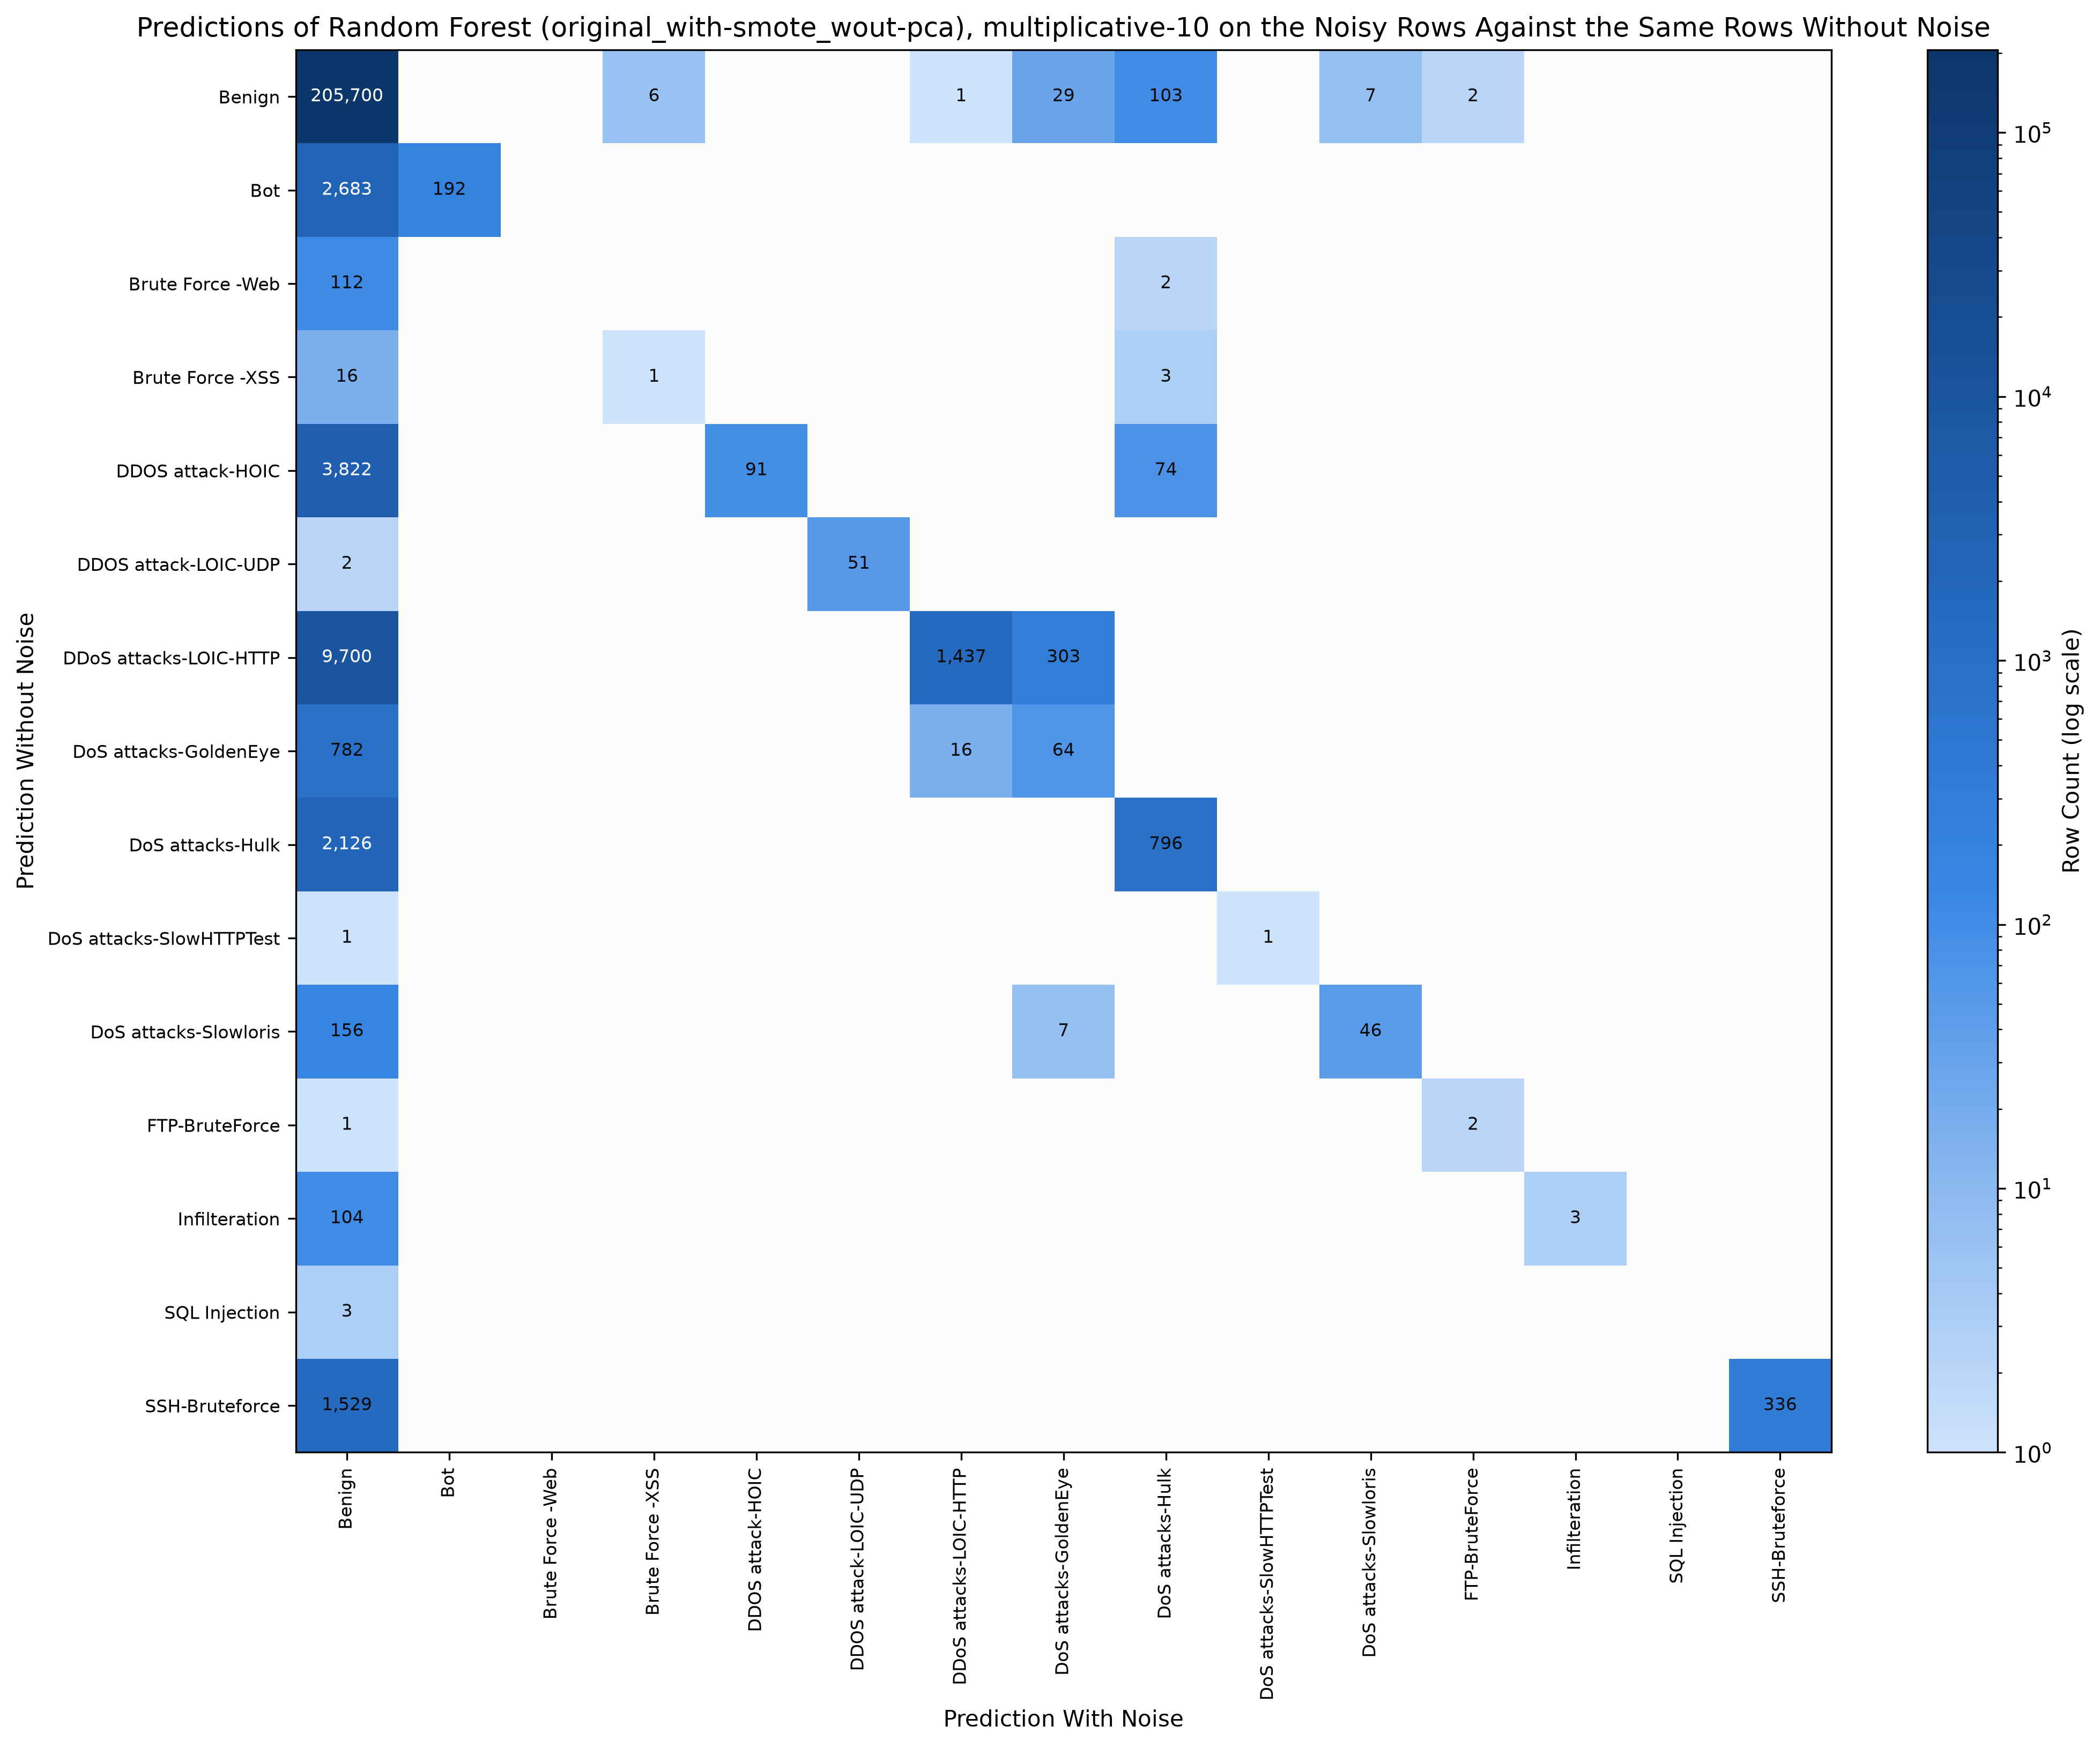 Predictions of Random Forest (original_with-smote_wout-pca), multiplicative-10 on the Noisy Rows Against the Same Rows Without Noise
Prediction Without Noise
Benign 205,700 6 1 29 103 7 2
Bot 2,683 192
Brute Force -Web 112 2
Brute Force -XSS 16 1 3
DDOS attack-HOIC 3,822 91 74
DDOS attack-LOIC-UDP 2 51
DDoS attacks-LOIC-HTTP 9,700 1,437 303
DoS attacks-GoldenEye 782 16 64
DoS attacks-Hulk 2,126 796
DoS attacks-SlowHTTPTest 1 1
DoS attacks-Slowloris 156 7 46
FTP-BruteForce 1 2
Infilteration 104 3
SQL Injection 3
SSH-Bruteforce 1,529 336
Benign
Bot
Brute Force -Web
Brute Force -XSS
DDOS attack-HOIC
DDOS attack-LOIC-UDP
DDoS attacks-LOIC-HTTP
DoS attacks-GoldenEye
DoS attacks-Hulk
DoS attacks-SlowHTTPTest
DoS attacks-Slowloris
FTP-BruteForce
Infilteration
SQL Injection
SSH-Bruteforce
Prediction With Noise
10⁵
10⁴
10³
10²
10¹
10⁰
Row Count (log scale)